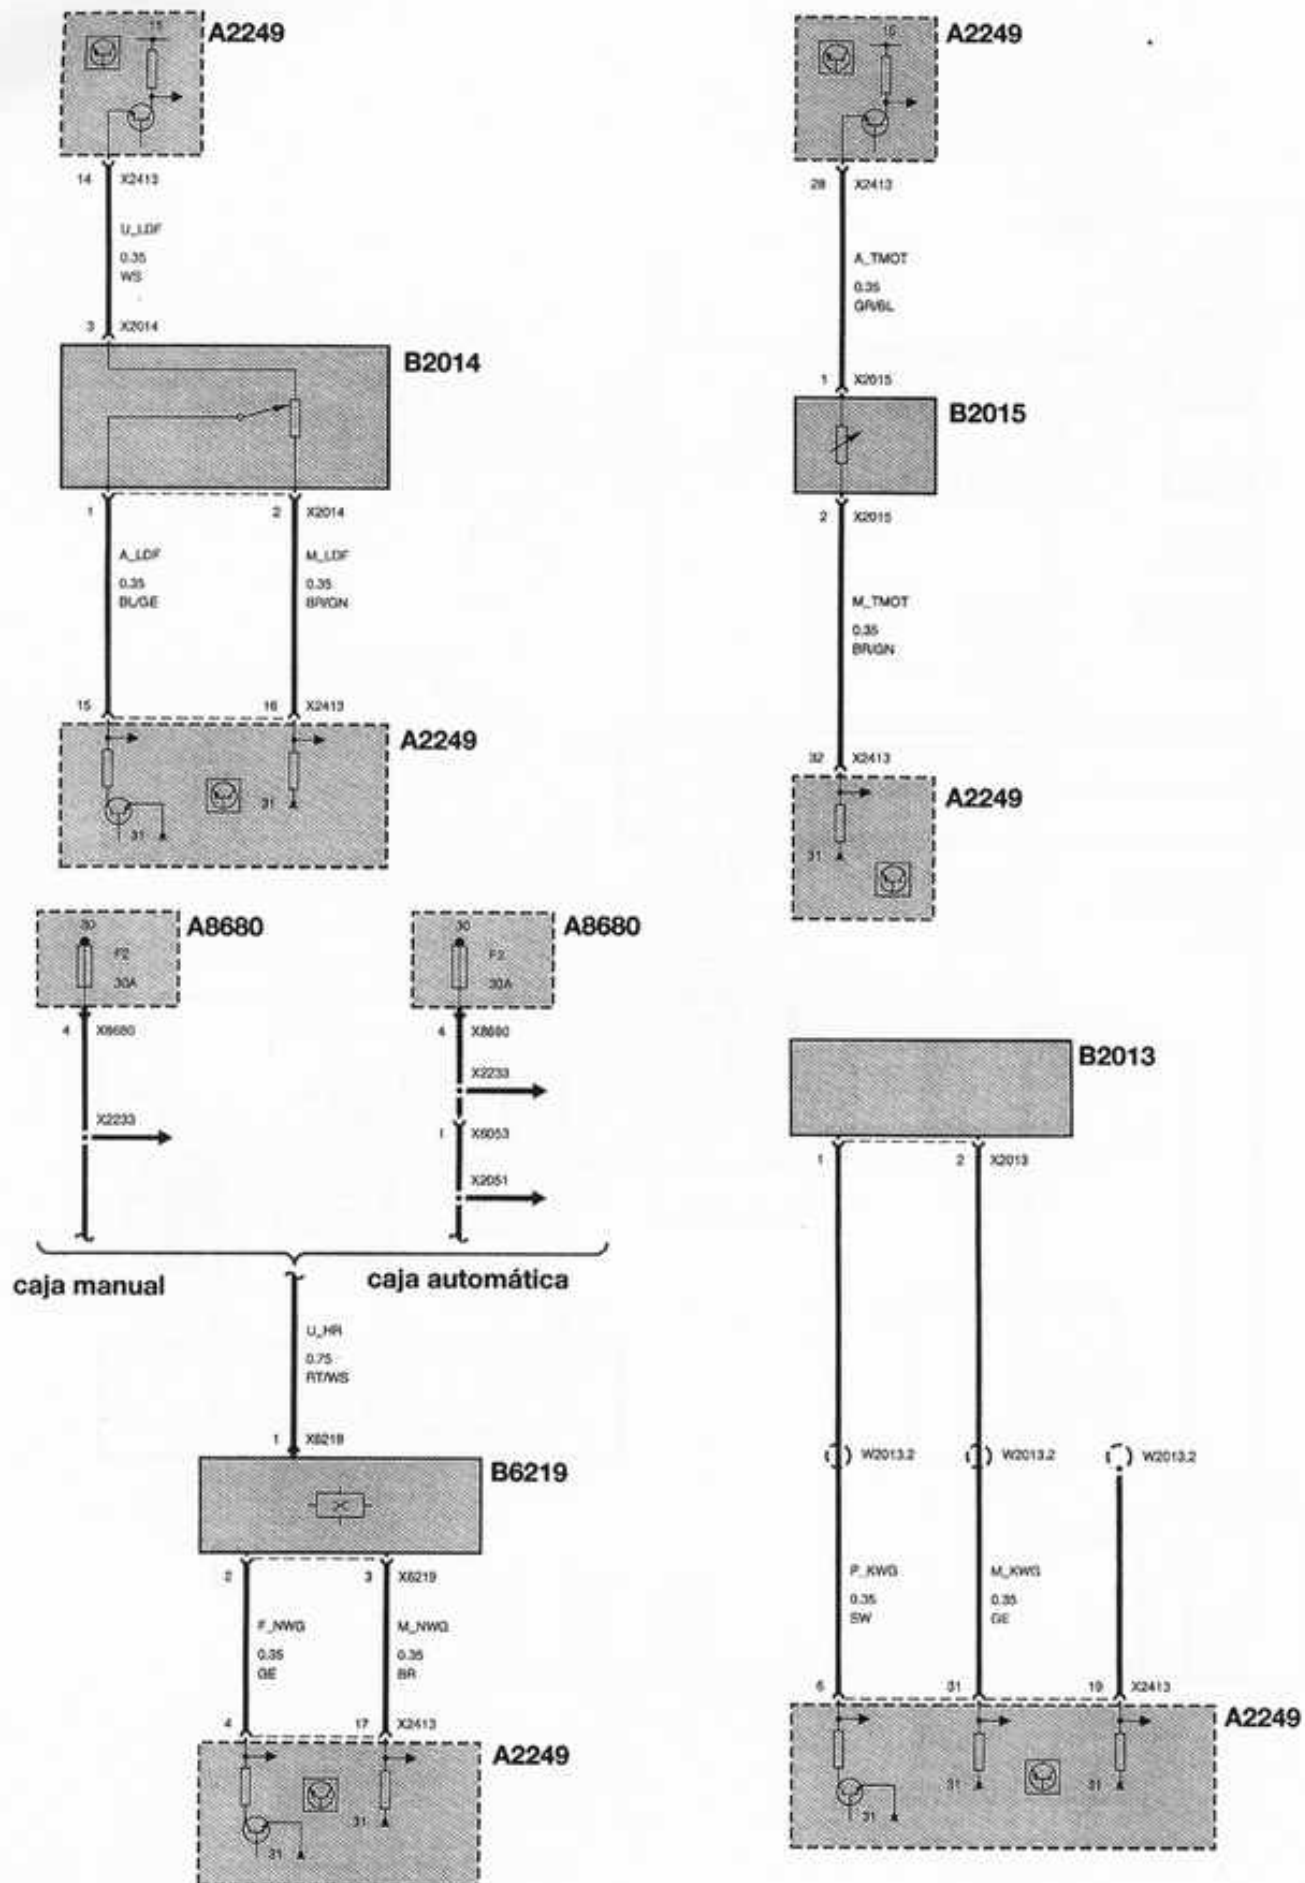 15
A2249
14
X2413
U_LDF
0.35
WS
3
X2014
B2014
1
2
X2014
A_LDF
0.35
BL/GE
M_LDF
0.35
BR/GN
15
16
X2413
A2249
31
31
15
A2249
28
X2413
A_TMOT
0.35
GR/BL
1
X2015
B2015
2
X2015
M_TMOT
0.35
BR/GN
32
X2413
A2249
31
30
A8680
F2
30A
4
X8680
X2233
30
A8680
F2
30A
4
X8680
X2233
1
X6053
X2051
caja manual
caja automática
U_HR
0.75
RT/WS
1
X6219
B6219
2
3
X6219
F_NWG
0.35
GE
M_NWG
0.35
BR
4
17
X2413
A2249
31
31
B2013
1
2
X2013
W2013.2
W2013.2
W2013.2
P_KWG
0.35
SW
M_KWG
0.35
GE
6
31
19
X2413
A2249
31
31
31